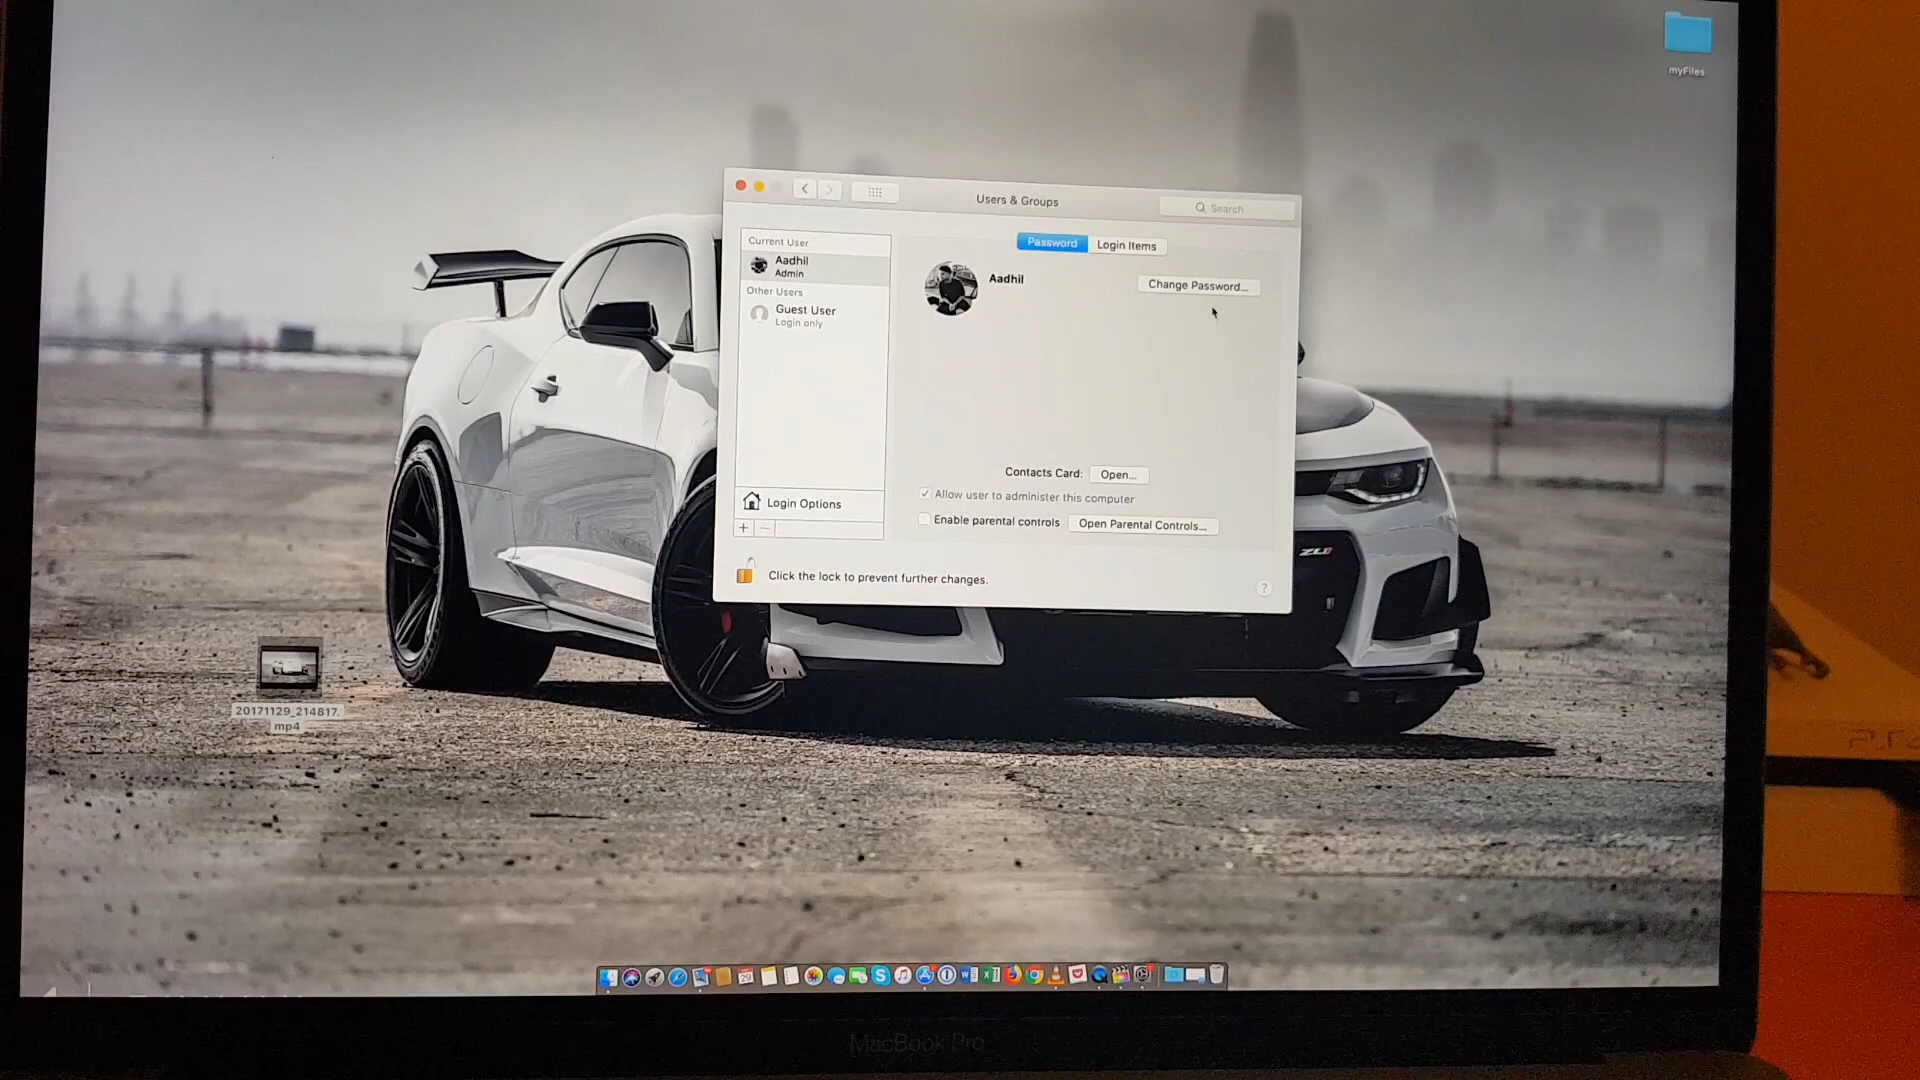 myFiles
Users & Groups
Search
Current User
Aadhil
Admin
Other Users
Guest User
Login only
Login Options
+ −
Password
Login Items
Aadhil
Change Password...
Contacts Card:
Open...
Allow user to administer this computer
Enable parental controls
Open Parental Controls...
Click the lock to prevent further changes.
?
ZL1
20171129_214817.
mp4
29
MacBook Pro
PS4